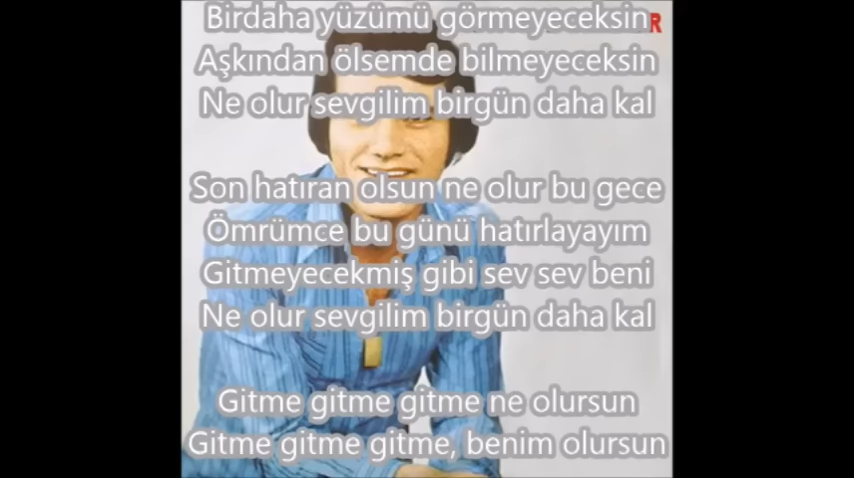 Birdaha yüzümü görmeyeceksin
R
Aşkından ölsemde bilmeyeceksin
Ne olur sevgilim birgün daha kal
Son hatıran olsun ne olur bu gece
Ömrümce bu günü hatırlayayım
Gitmeyecekmiş gibi sev sev beni
Ne olur sevgilim birgün daha kal
Gitme gitme gitme ne olursun
Gitme gitme gitme, benim olursun